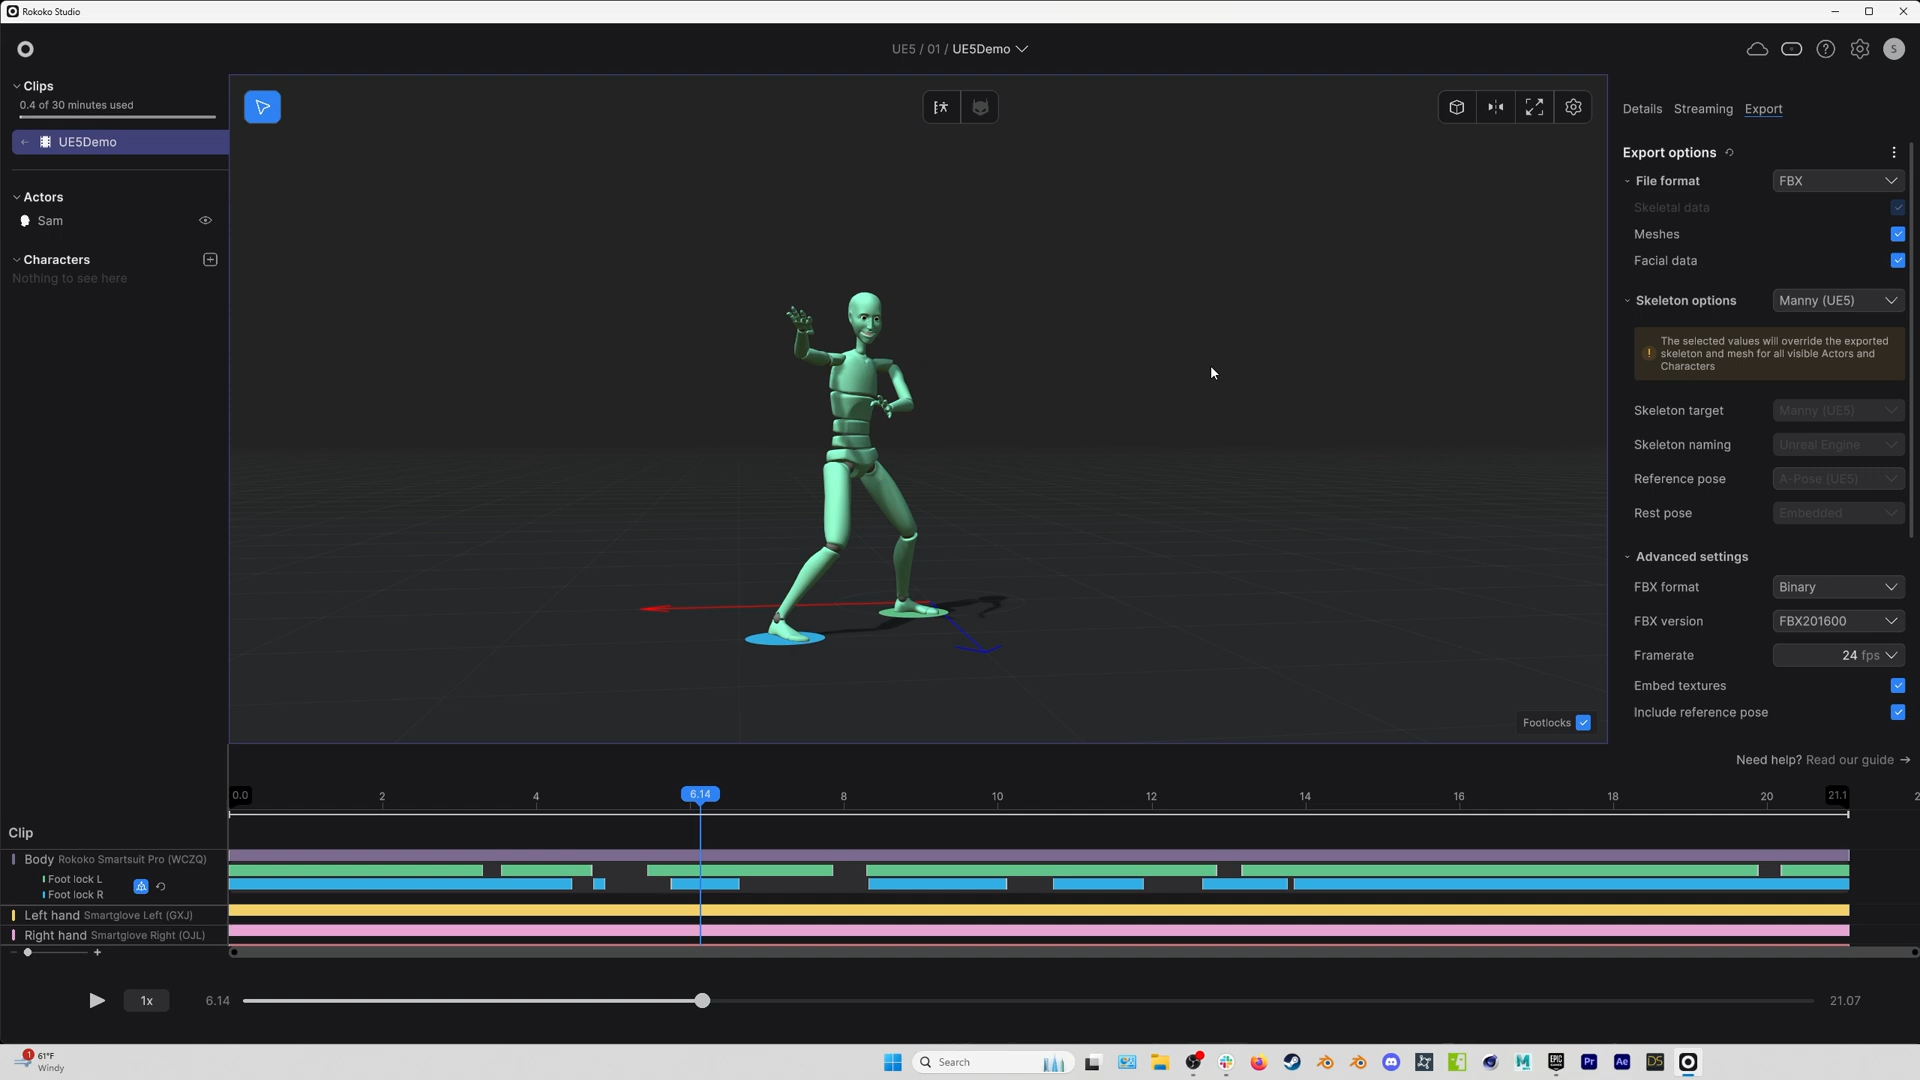 Rokoko Studio
UE5 / 01 / UE5Demo
S
Clips
0.4 of 30 minutes used
UE5Demo
Actors
Sam
Characters
Nothing to see here
Footlocks
Details Streaming Export
Export options
File format FBX
Skeletal data
Meshes
Facial data
Skeleton options Manny (UE5)
The selected values will override the exported
skeleton and mesh for all visible Actors and
Characters
Skeleton target Manny (UE5)
Skeleton naming Unreal Engine
Reference pose A-Pose (UE5)
Rest pose Embedded
Advanced settings
FBX format Binary
FBX version FBX201600
Framerate 24 fps
Embed textures
Include reference pose
Need help? Read our guide →
0.0 2 4 6.14 8 10 12 14 16 18 20 21.1 2
Clip
Body Rokoko Smartsuit Pro (WCZQ)
Foot lock L
Foot lock R
Left hand Smartglove Left (GXJ)
Right hand Smartglove Right (OJL)
1x 6.14 21.07
1
61°F
Windy
Search
EPIC
Pr
Ae
DS